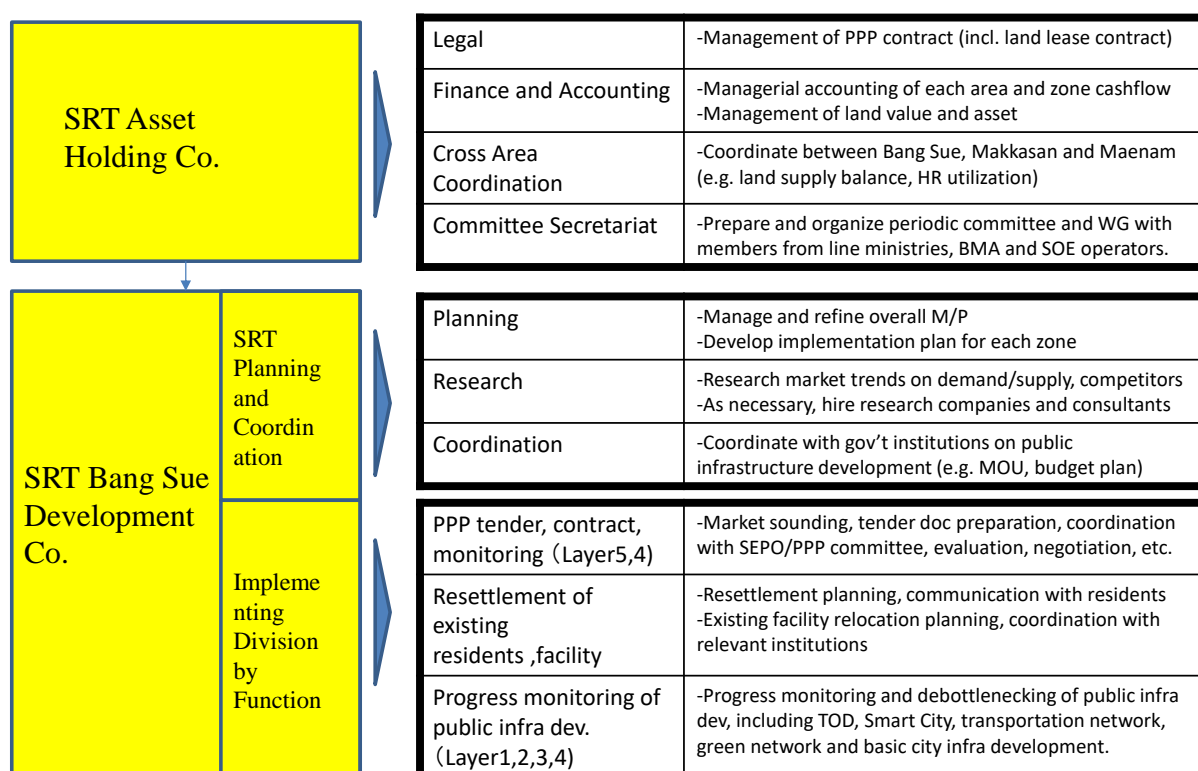 SRT Asset
Holding Co.
Legal
-Management of PPP contract (incl. land lease contract)
Finance and Accounting
-Managerial accounting of each area and zone cashflow
-Management of land value and asset
Cross Area
Coordination
-Coordinate between Bang Sue, Makkasan and Maenam
(e.g. land supply balance, HR utilization)
Committee Secretariat
-Prepare and organize periodic committee and WG with
members from line ministries, BMA and SOE operators.
SRT Bang Sue
Development
Co.
SRT
Planning
and
Coordin
ation
Planning
-Manage and refine overall M/P
-Develop implementation plan for each zone
Research
-Research market trends on demand/supply, competitors
-As necessary, hire research companies and consultants
Coordination
-Coordinate with gov't institutions on public
infrastructure development (e.g. MOU, budget plan)
Impleme
nting
Division
by
Function
PPP tender, contract,
monitoring（Layer5,4)
-Market sounding, tender doc preparation, coordination
with SEPO/PPP committee, evaluation, negotiation, etc.
Resettlement of
existing
residents ,facility
-Resettlement planning, communication with residents
-Existing facility relocation planning, coordination with
relevant institutions
Progress monitoring of
public infra dev.
（Layer1,2,3,4)
-Progress monitoring and debottlenecking of public infra
dev, including TOD, Smart City, transportation network,
green network and basic city infra development.